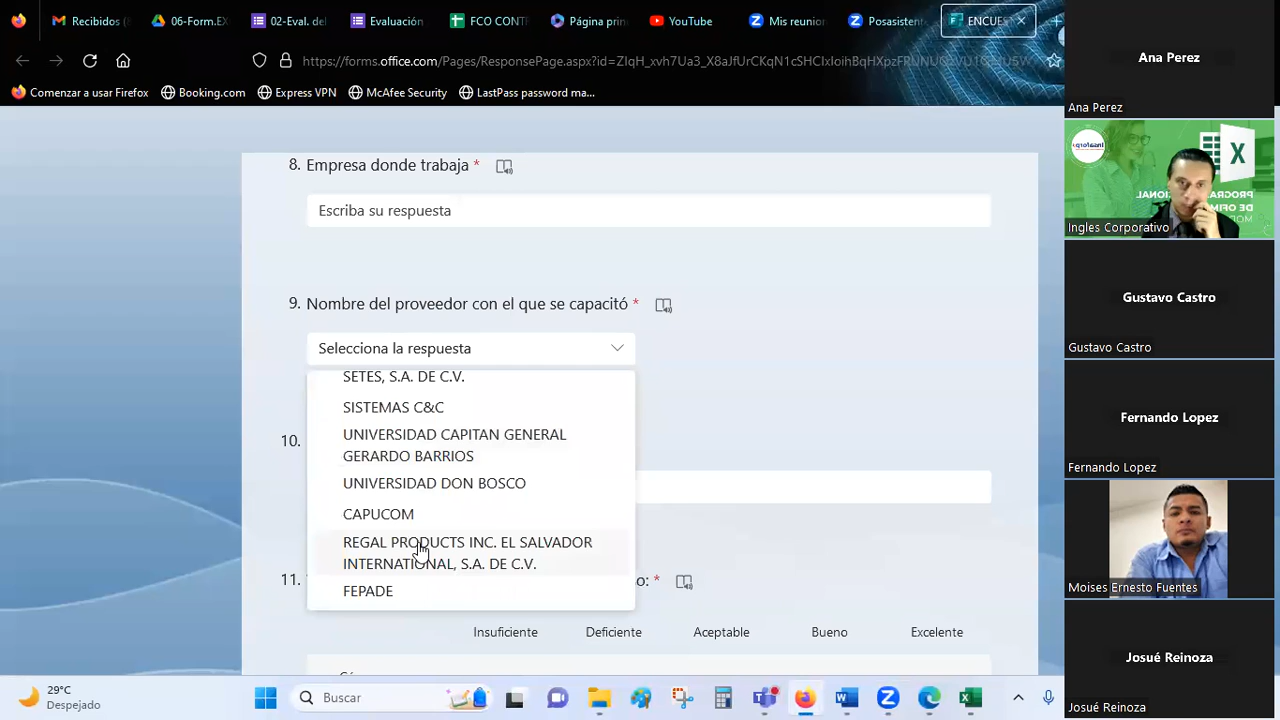 Recibidos (
06-Form.EX
02-Eval. del
Evaluación
FCO CONT
Página prin
YouTube
Mis reunion
Posasistent
ENCUEST
https://forms.office.com/Pages/ResponsePage.aspx?id=
Comenzar a usar Firefox
Booking.com
Express VPN
McAfee Security
LastPass password ma...
8. Empresa donde trabaja *
Escriba su respuesta
9. Nombre del proveedor con el que se capacitó *
Selecciona la respuesta
SETES, S.A. DE C.V.
SISTEMAS C&C
UNIVERSIDAD CAPITAN GENERAL
GERARDO BARRIOS
UNIVERSIDAD DON BOSCO
CAPUCOM
REGAL PRODUCTS INC. EL SALVADOR
INTERNATIONAL, S.A. DE C.V.
FEPADE
10.
11.
so: *
Insuficiente
Deficiente
Aceptable
Bueno
Excelente
29°C
Despejado
Buscar
Ana Perez
Ana Perez
Ingles Corporativo
Gustavo Castro
Gustavo Castro
Fernando Lopez
Fernando Lopez
Moises Ernesto Fuentes
Josué Reinoza
Josué Reinoza